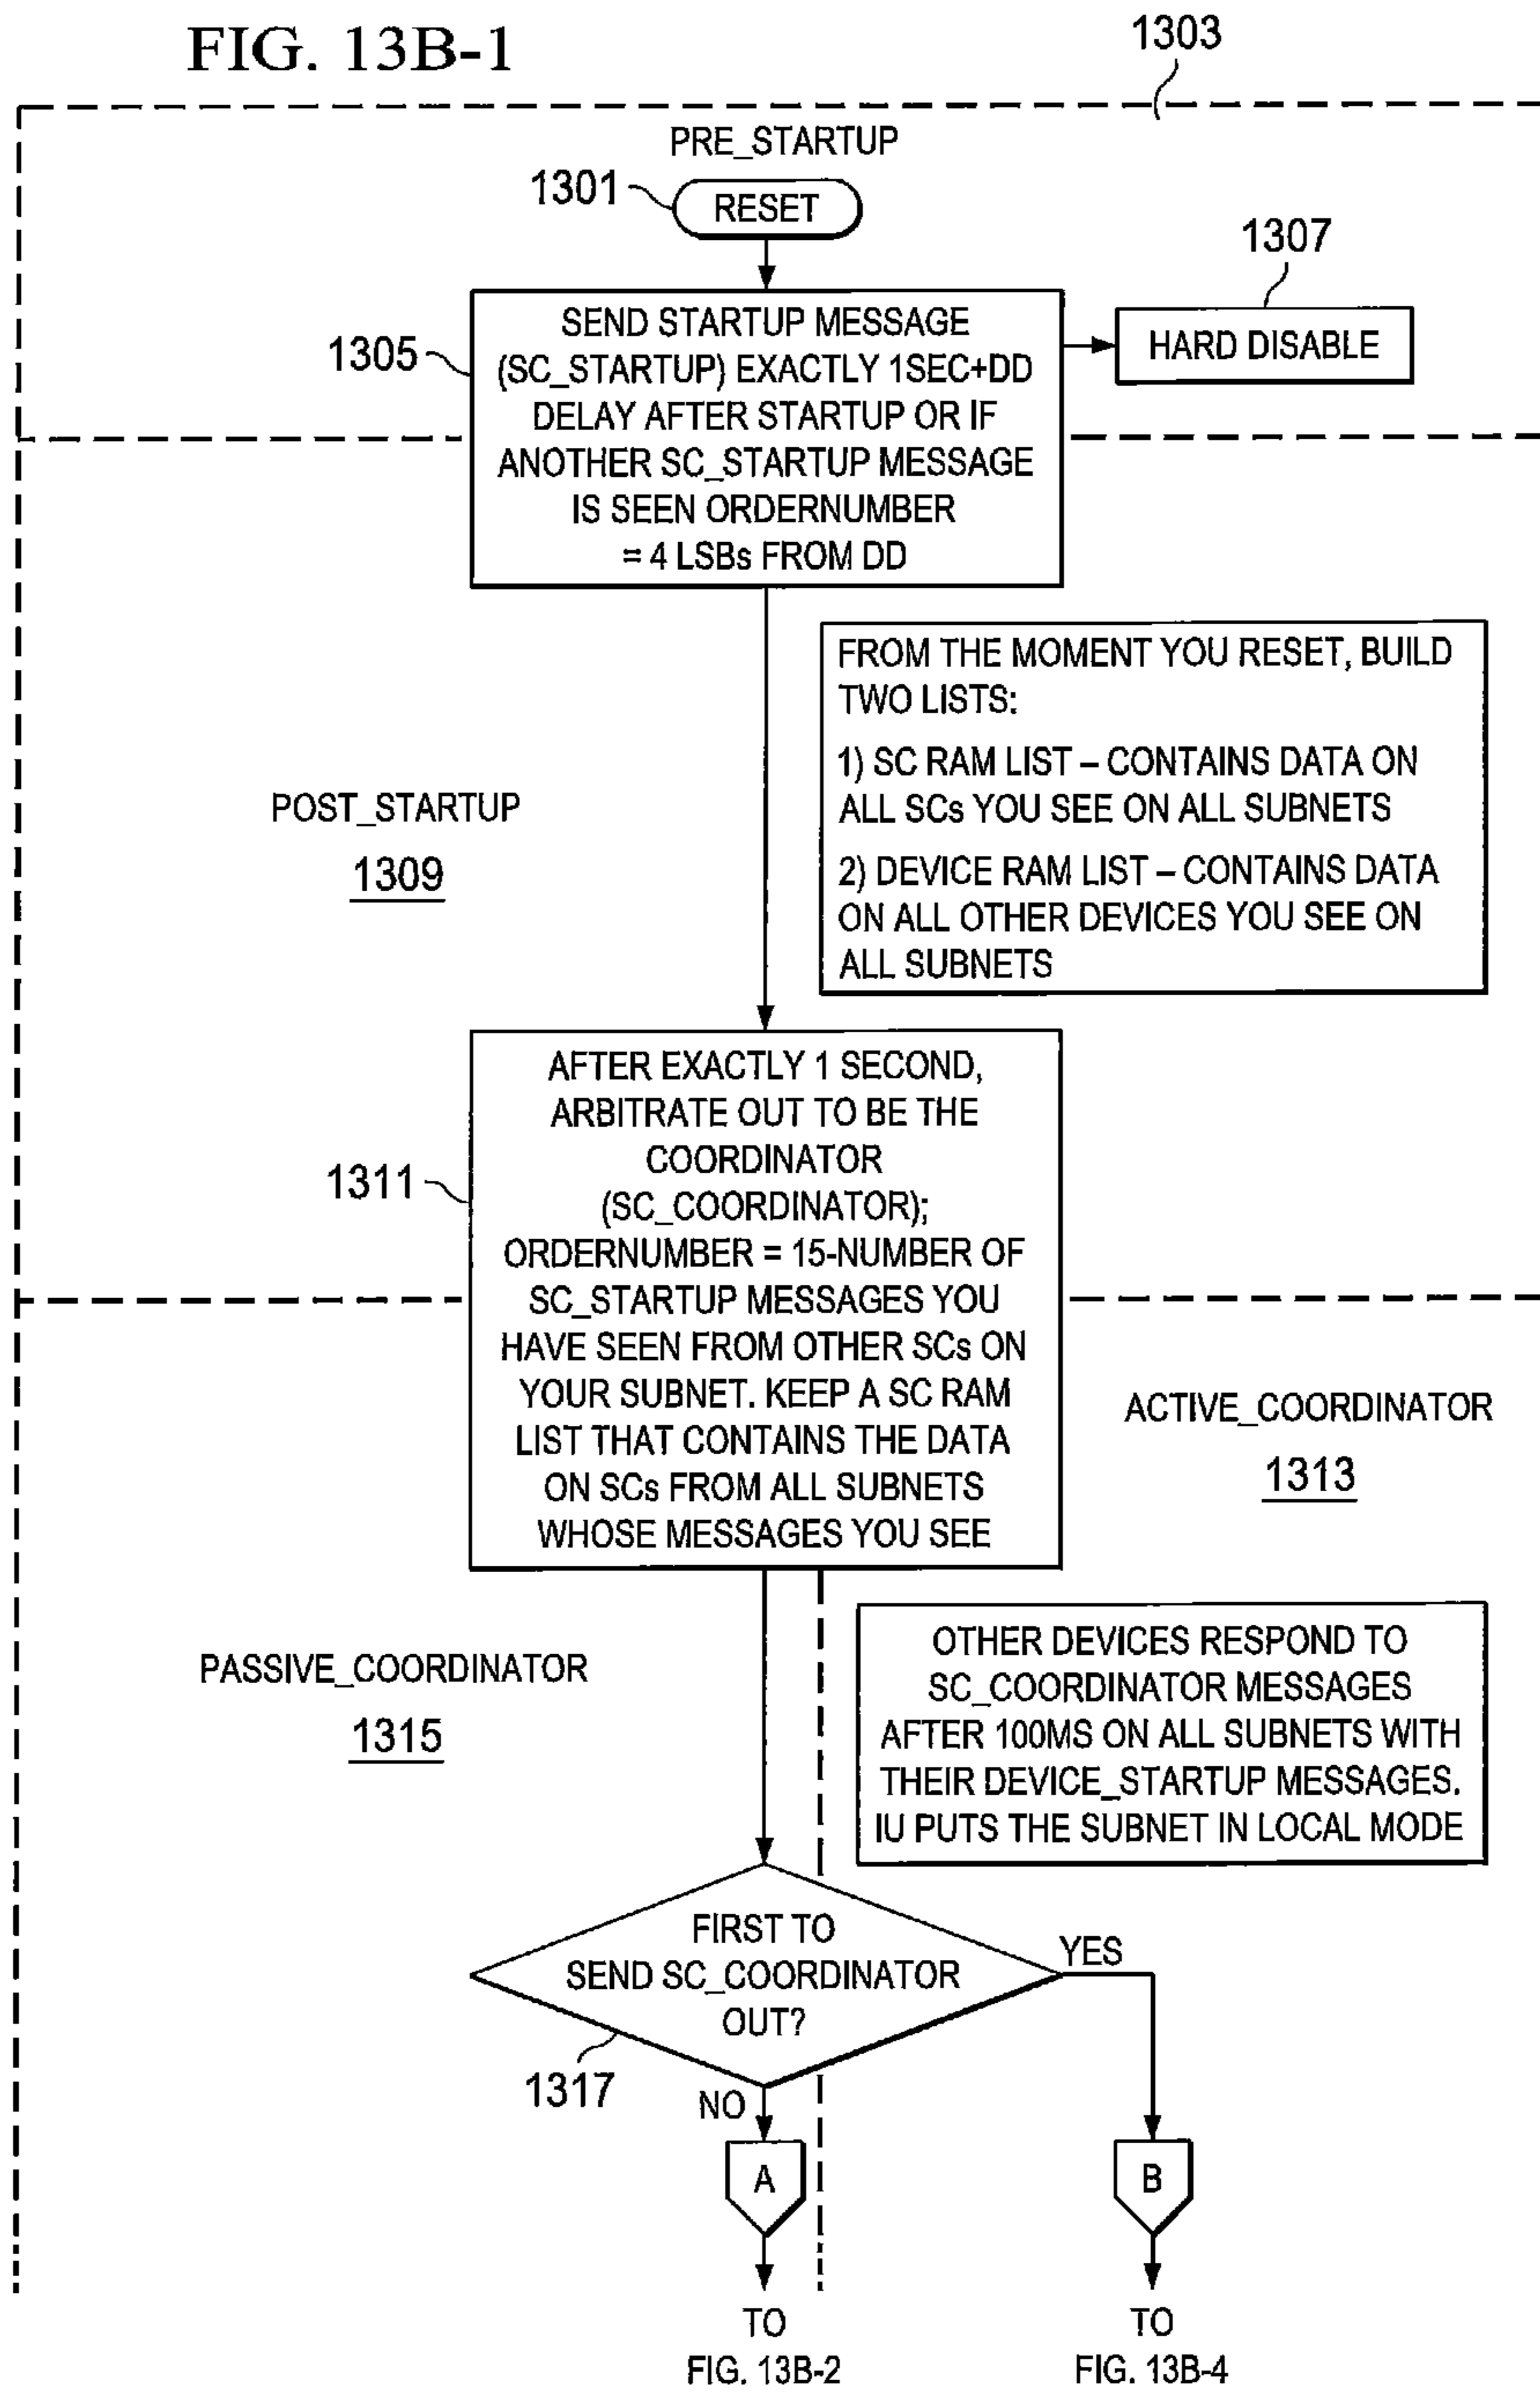 FIG. 13B-1
1303
PRE_STARTUP
1301
RESET
1307
HARD DISABLE
1305
SEND STARTUP MESSAGE
(SC_STARTUP) EXACTLY 1SEC+DD
DELAY AFTER STARTUP OR IF
ANOTHER SC_STARTUP MESSAGE
IS SEEN ORDERNUMBER
= 4 LSBs FROM DD
FROM THE MOMENT YOU RESET, BUILD
TWO LISTS:
1) SC RAM LIST – CONTAINS DATA ON
ALL SCs YOU SEE ON ALL SUBNETS
2) DEVICE RAM LIST – CONTAINS DATA
ON ALL OTHER DEVICES YOU SEE ON
ALL SUBNETS
POST_STARTUP
1309
1311
AFTER EXACTLY 1 SECOND,
ARBITRATE OUT TO BE THE
COORDINATOR
(SC_COORDINATOR);
ORDERNUMBER = 15-NUMBER OF
SC_STARTUP MESSAGES YOU
HAVE SEEN FROM OTHER SCs ON
YOUR SUBNET. KEEP A SC RAM
LIST THAT CONTAINS THE DATA
ON SCs FROM ALL SUBNETS
WHOSE MESSAGES YOU SEE
ACTIVE_COORDINATOR
1313
PASSIVE_COORDINATOR
1315
OTHER DEVICES RESPOND TO
SC_COORDINATOR MESSAGES
AFTER 100MS ON ALL SUBNETS WITH
THEIR DEVICE_STARTUP MESSAGES.
IU PUTS THE SUBNET IN LOCAL MODE
FIRST TO
SEND SC_COORDINATOR
OUT?
YES
1317
NO
A
B
TO
FIG. 13B-2
TO
FIG. 13B-4